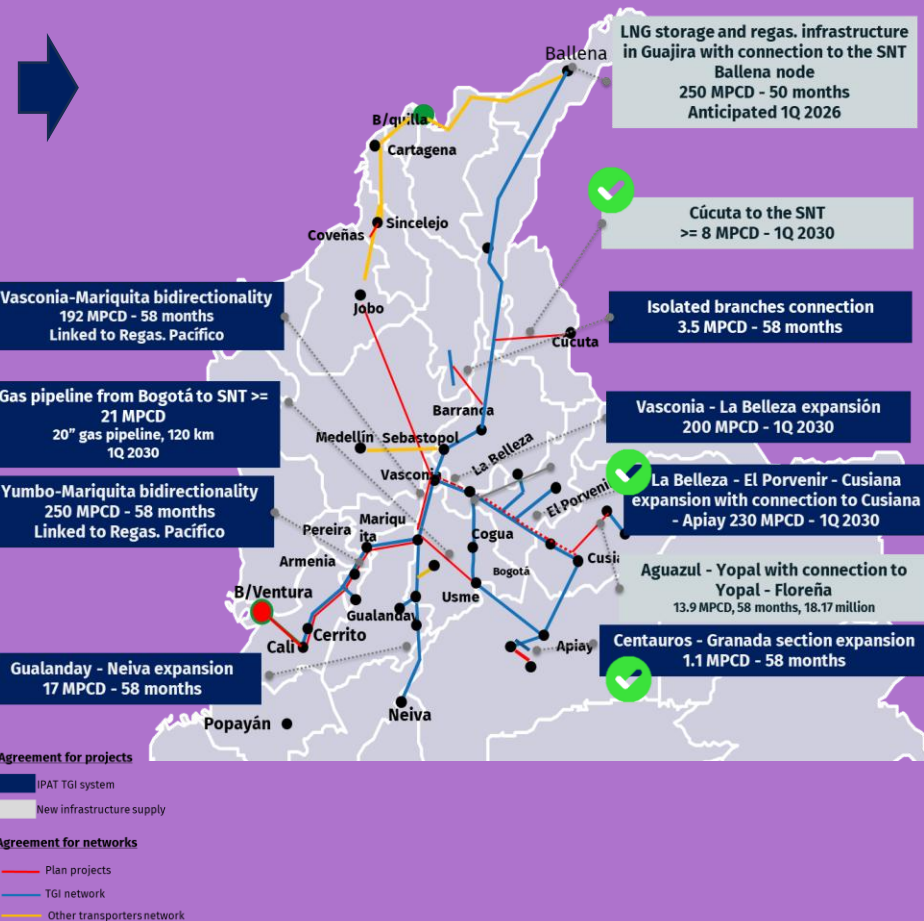 LNG storage and regas. infrastructure
in Guajira with connection to the SNT
Ballena node
250 MPCD - 50 months
Anticipated 1Q 2026
Ballena
B/quilla
Cartagena
Cúcuta to the SNT
>= 8 MPCD - 1Q 2030
Sincelejo
Coveñas
Vasconia-Mariquita bidirectionality
192 MPCD - 58 months
Linked to Regas. Pacífico
Jobo
Isolated branches connection
3.5 MPCD - 58 months
Cúcuta
Gas pipeline from Bogotá to SNT >=
21 MPCD
20” gas pipeline, 120 km
1Q 2030
Barranca
Vasconia - La Belleza expansión
200 MPCD - 1Q 2030
Medellín
Sebastopol
La Belleza
Vasconi
Yumbo-Mariquita bidirectionality
250 MPCD - 58 months
Linked to Regas. Pacífico
El Porvenir
La Belleza - El Porvenir - Cusiana
expansion with connection to Cusiana
- Apiay 230 MPCD - 1Q 2030
Pereira
Mariqu
ita
Cogua
Armenia
Bogotá
Cusia
Aguazul - Yopal with connection to
Yopal - Floreña
13.9 MPCD, 58 months, 18.17 million
B/Ventura
Usme
Gualanday
Cali
Cerrito
Apiay
Centauros - Granada section expansion
1.1 MPCD - 58 months
Gualanday - Neiva expansion
17 MPCD - 58 months
Neiva
Popayán
Agreement for projects
IPAT TGI system
New infrastructure supply
Agreement for networks
Plan projects
TGI network
Other transporters network